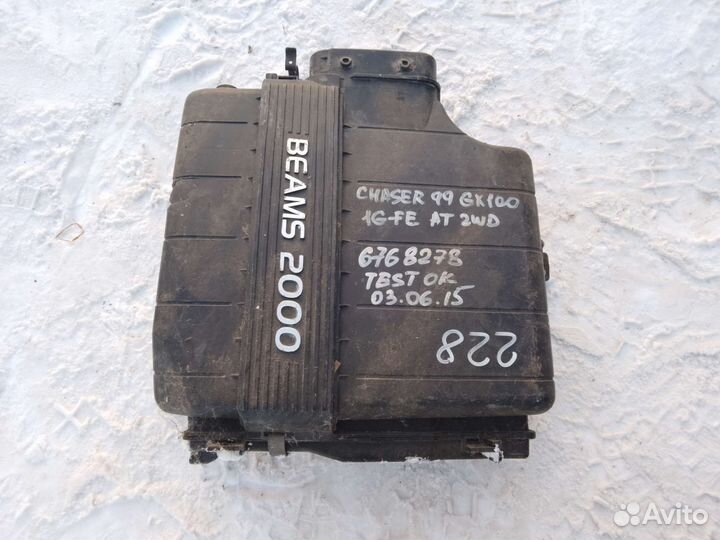 BEAMS 2000
CHASER 99 GX100
1G-FE AT 2WD
6768278
TEST OK
03.06.15
228
Avito